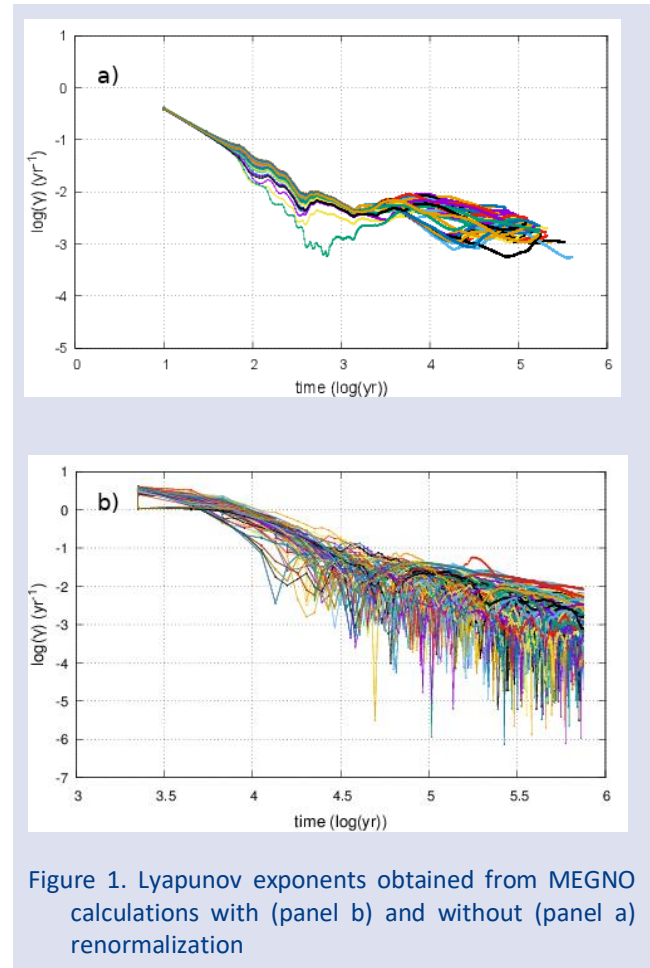 a)
1
0
-1
-2
-3
-4
-5
log(γ) (yr⁻¹)
0 1 2 3 4 5 6
time (log(yr))
b)
1
0
-1
-2
-3
-4
-5
-6
-7
log(γ) (yr⁻¹)
3 3.5 4 4.5 5 5.5 6
time (log(yr))
Figure 1. Lyapunov exponents obtained from MEGNO
calculations with (panel b) and without (panel a)
renormalization